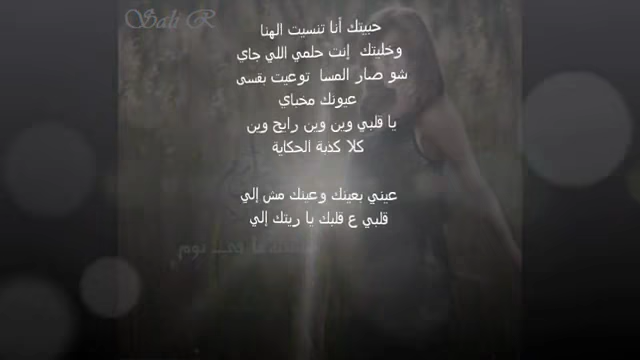 Sali R
حبيتك أنا تنسيت الهنا
وخليتك إنت حلمي اللي جاي
شو صار المسا توعيت بقسى
عيونك مخباي
يا قلبي وين وين رايح وين
كلا كذبة الحكاية
عيني بعينك وعينك مش إلي
قلبي ع قلبك يا ريتك إلي